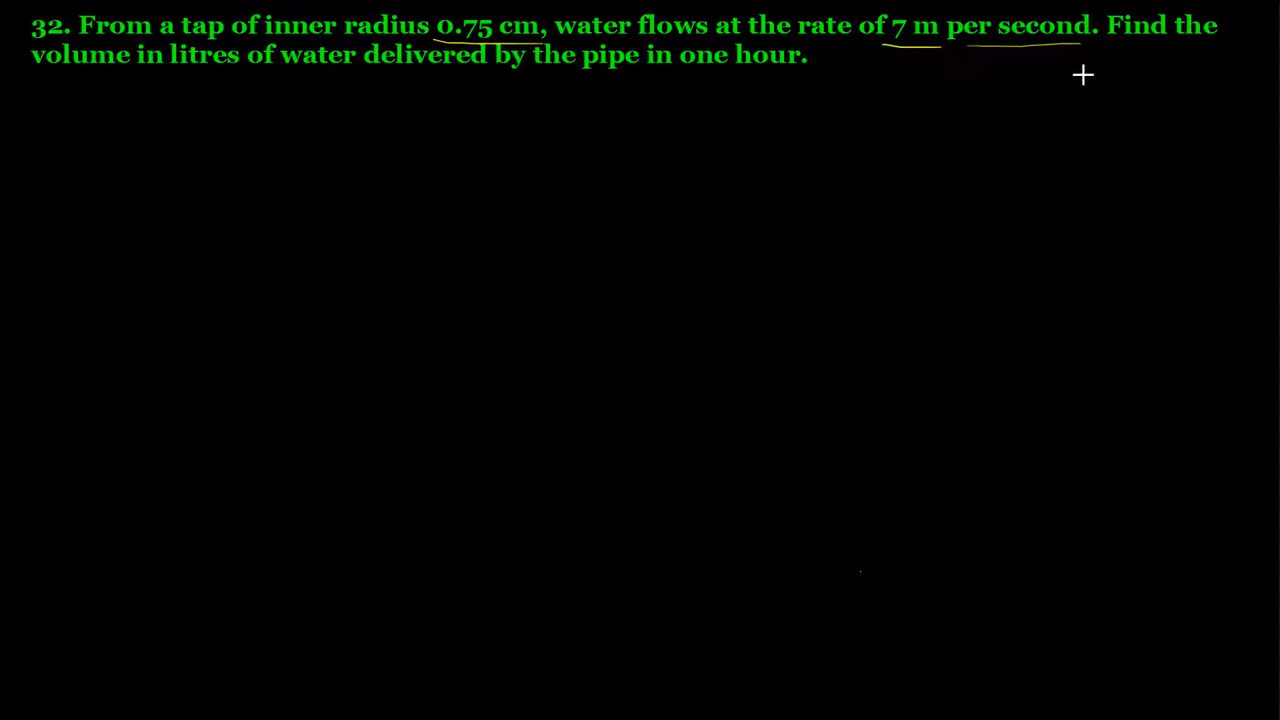 32. From a tap of inner radius 0.75 cm, water flows at the rate of 7 m per second. Find the
volume in litres of water delivered by the pipe in one hour.